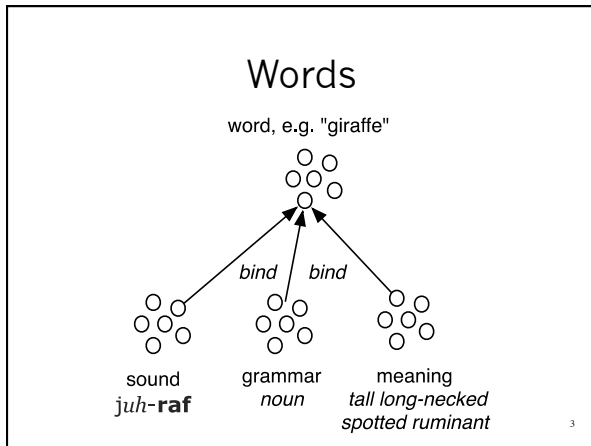 Words
word, e.g. "giraffe"
bind bind
sound grammar meaning
juh-raf noun tall long-necked
spotted ruminant
3